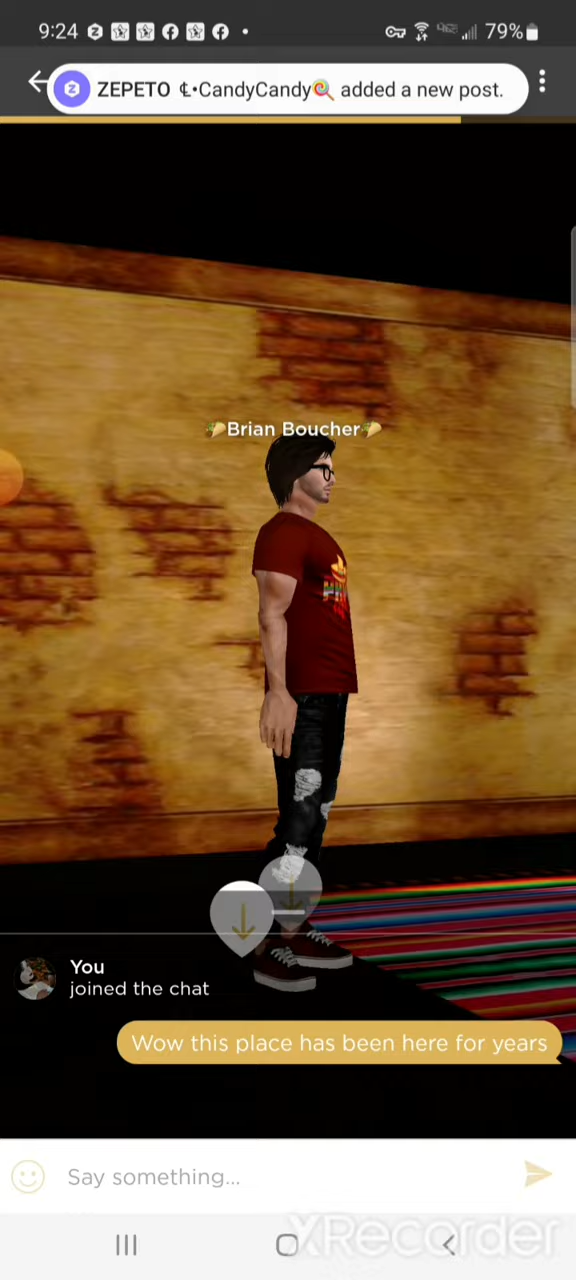 9:24
79%
ZEPETO ȽꞏCandyCandy🍭 added a new post.
🌮Brian Boucher🌮
You
joined the chat
Wow this place has been here for years
Say something...
XRecorder